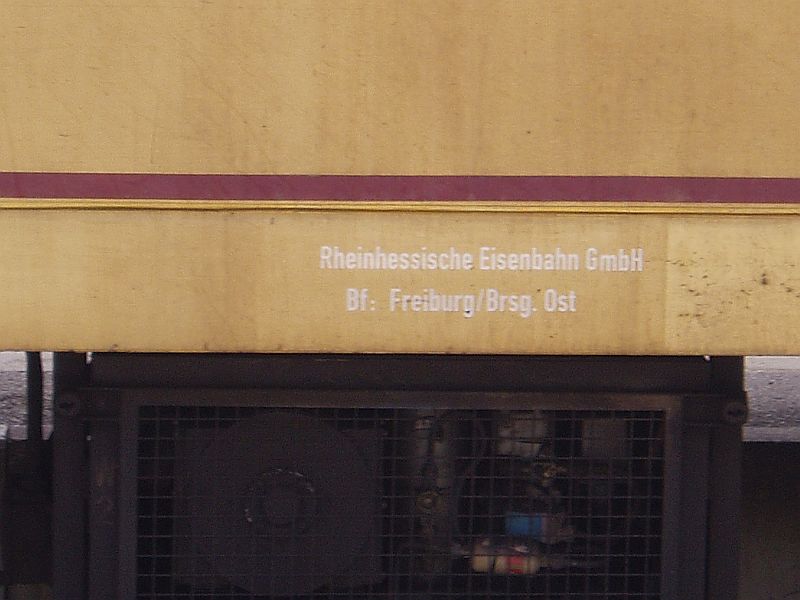 Rheinhessische Eisenbahn GmbH
Bf: Freiburg/Brsg. Ost